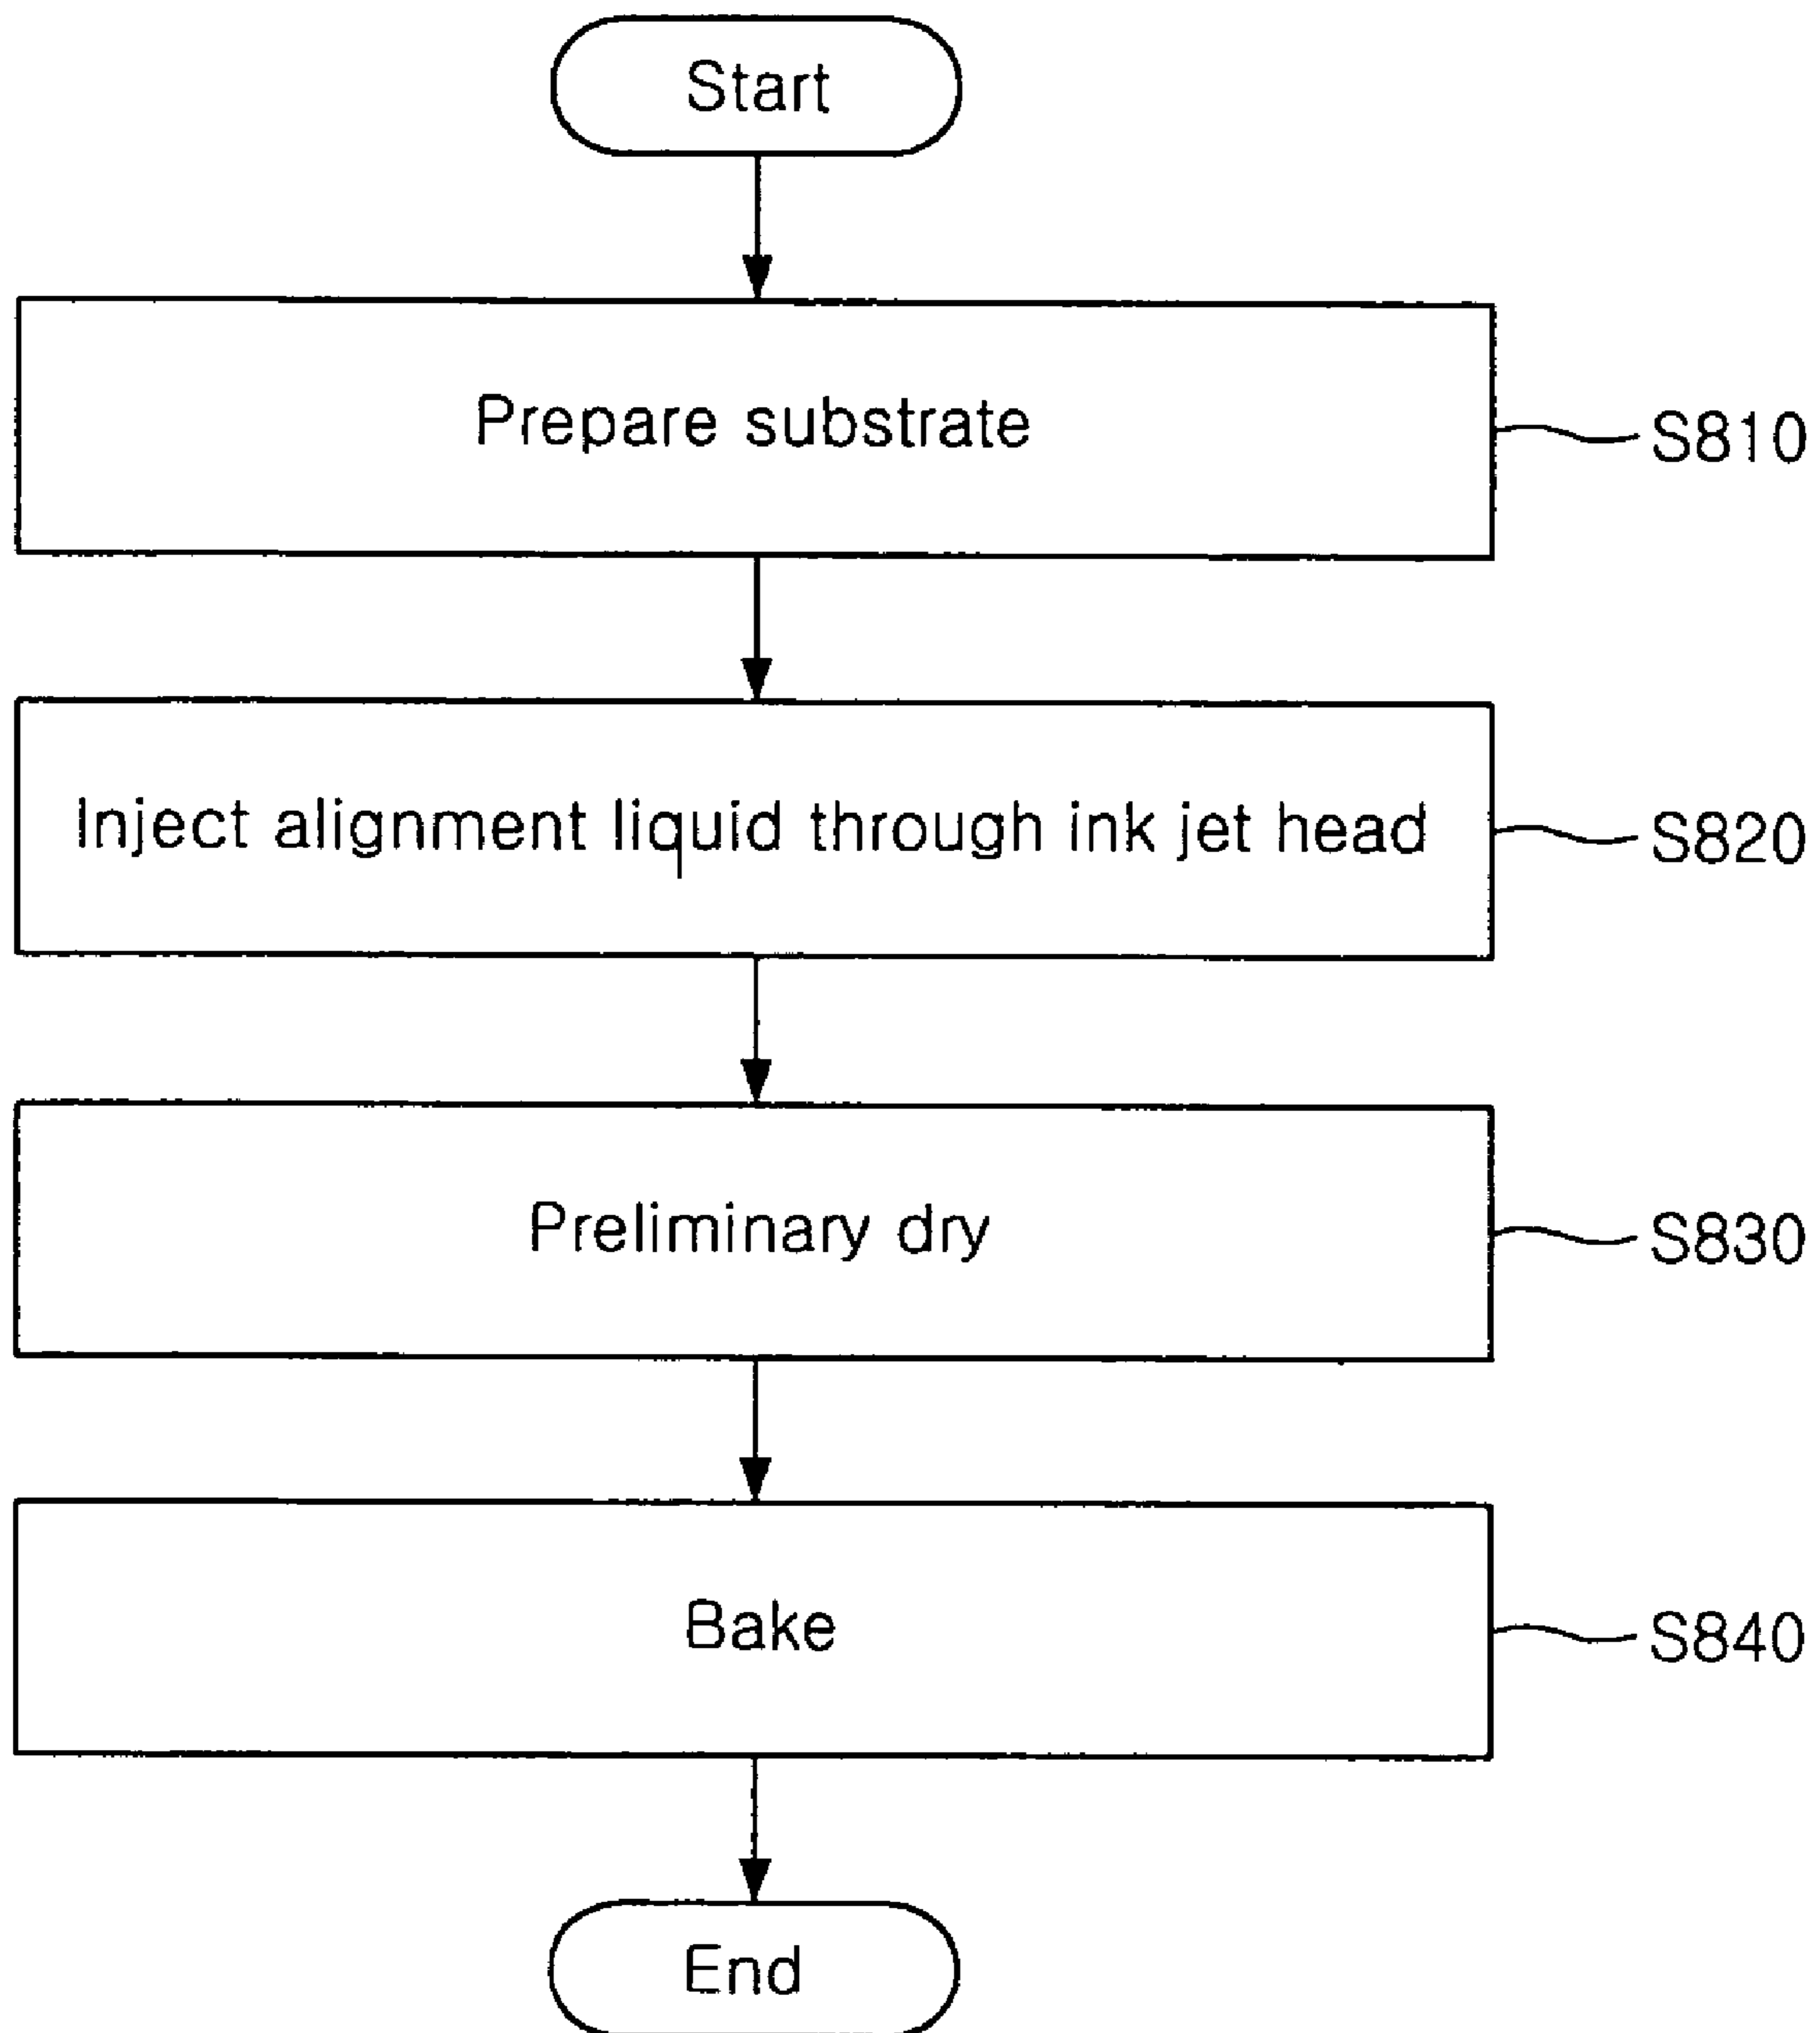 Start
Prepare substrate
S810
Inject alignment liquid through ink jet head
S820
Preliminary dry
S830
Bake
S840
End